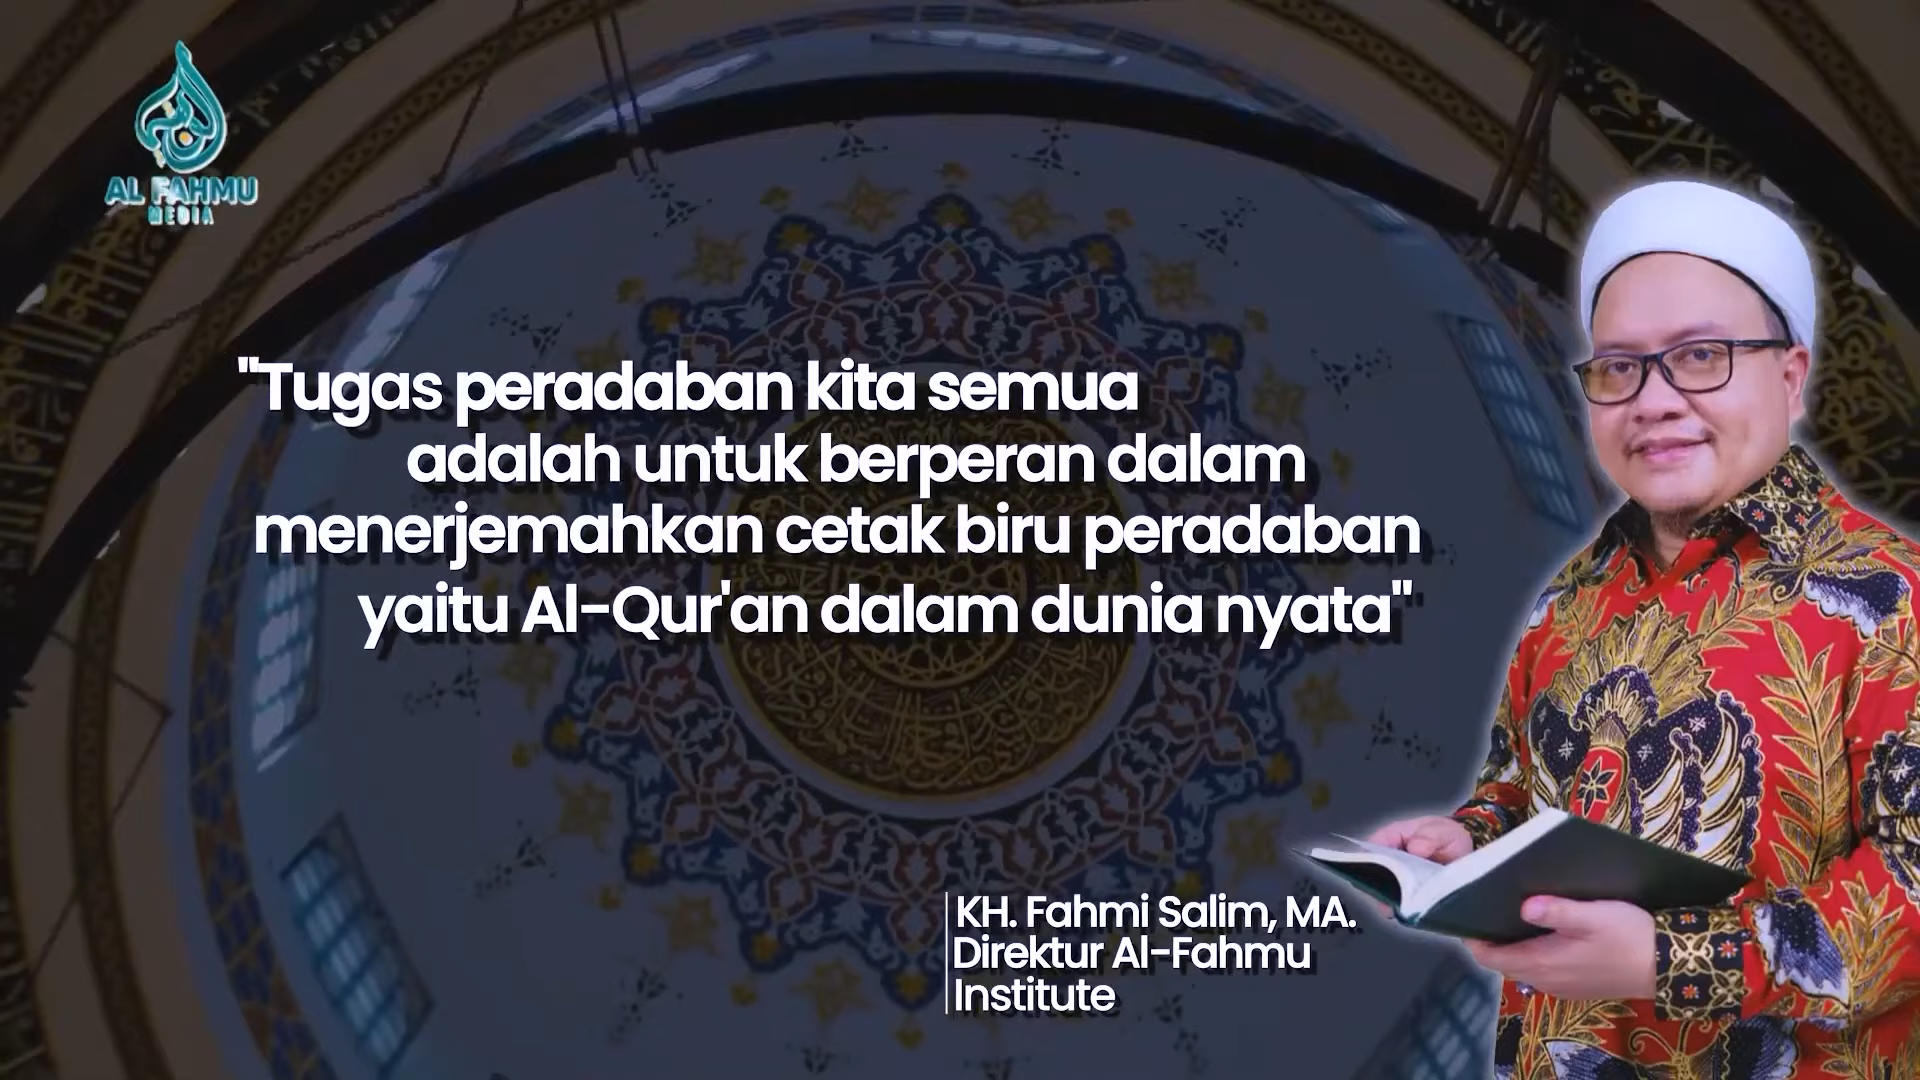 AL FAHMU
MEDIA
"Tugas peradaban kita semua
adalah untuk berperan dalam
menerjemahkan cetak biru peradaban
yaitu Al-Qur'an dalam dunia nyata"
KH. Fahmi Salim, MA.
Direktur Al-Fahmu
Institute